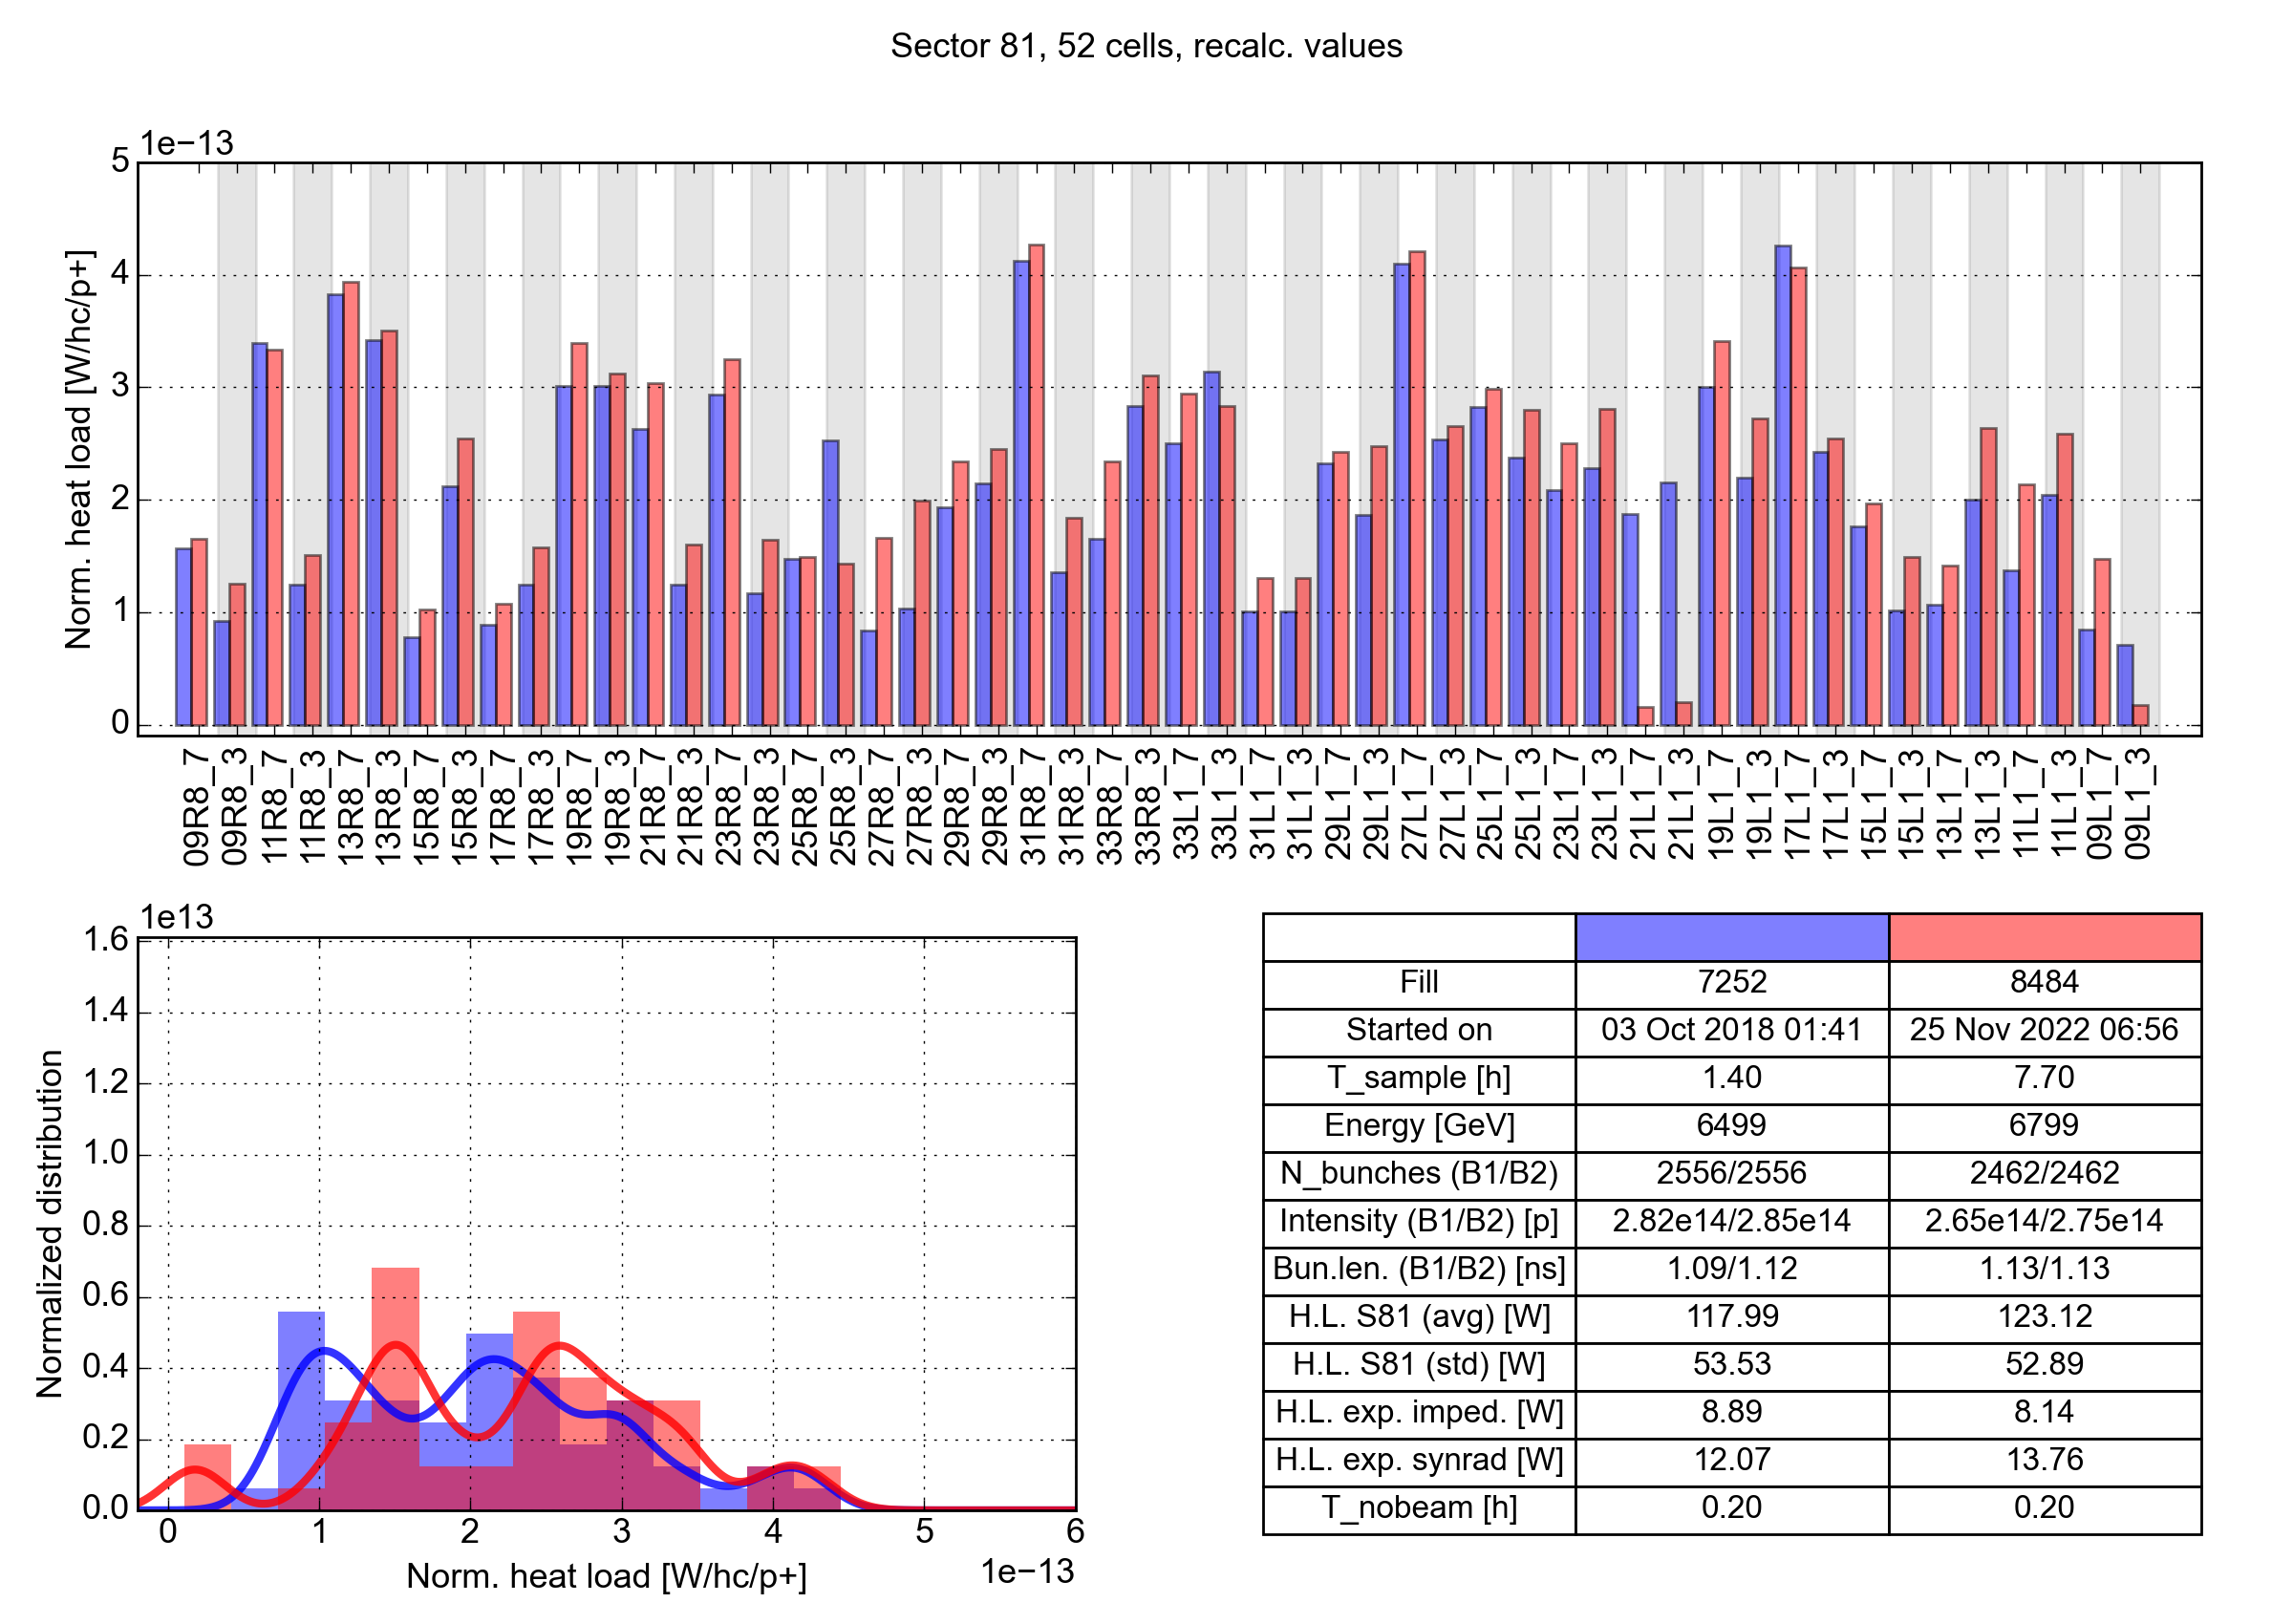 Sector 81, 52 cells, recalc. values
1e−13
5
4
3
2
1
0
Norm. heat load [W/hc/p+]
09R8_7 09R8_3 11R8_7 11R8_3 13R8_7 13R8_3 15R8_7 15R8_3 17R8_7 17R8_3 19R8_7 19R8_3 21R8_7 21R8_3 23R8_7 23R8_3 25R8_7 25R8_3 27R8_7 27R8_3 29R8_7 29R8_3 31R8_7 31R8_3 33R8_7 33R8_3 33L1_7 33L1_3 31L1_7 31L1_3 29L1_7 29L1_3 27L1_7 27L1_3 25L1_7 25L1_3 23L1_7 23L1_3 21L1_7 21L1_3 19L1_7 19L1_3 17L1_7 17L1_3 15L1_7 15L1_3 13L1_7 13L1_3 11L1_7 11L1_3 09L1_7 09L1_3
1e13
1.6
1.4
1.2
1.0
0.8
0.6
0.4
0.2
0.0
Normalized distribution
0 1 2 3 4 5 6
Norm. heat load [W/hc/p+]
1e−13
Fill 7252 8484
Started on 03 Oct 2018 01:41 25 Nov 2022 06:56
T_sample [h] 1.40 7.70
Energy [GeV] 6499 6799
N_bunches (B1/B2) 2556/2556 2462/2462
Intensity (B1/B2) [p] 2.82e14/2.85e14 2.65e14/2.75e14
Bun.len. (B1/B2) [ns] 1.09/1.12 1.13/1.13
H.L. S81 (avg) [W] 117.99 123.12
H.L. S81 (std) [W] 53.53 52.89
H.L. exp. imped. [W] 8.89 8.14
H.L. exp. synrad [W] 12.07 13.76
T_nobeam [h] 0.20 0.20